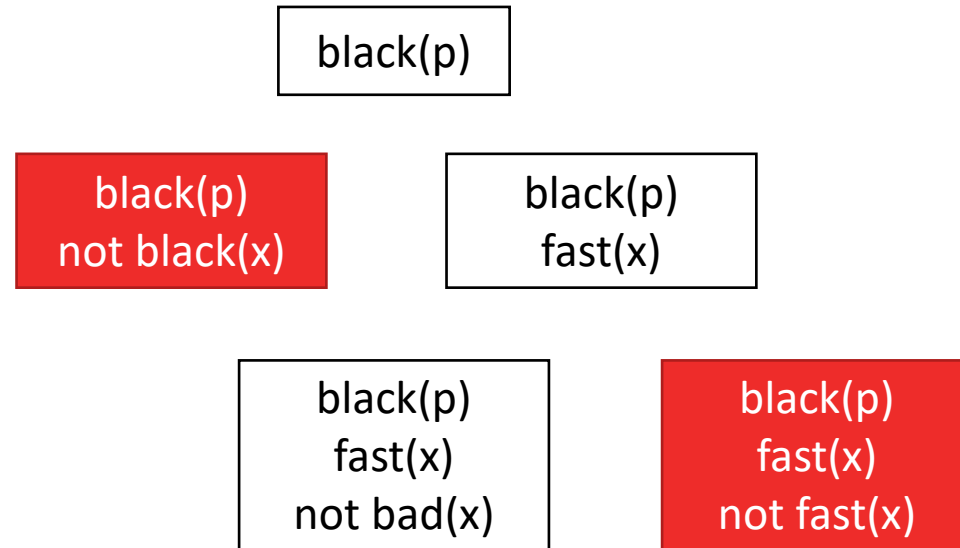 black(p)
black(p)
not black(x)
black(p)
fast(x)
black(p)
fast(x)
not bad(x)
black(p)
fast(x)
not fast(x)